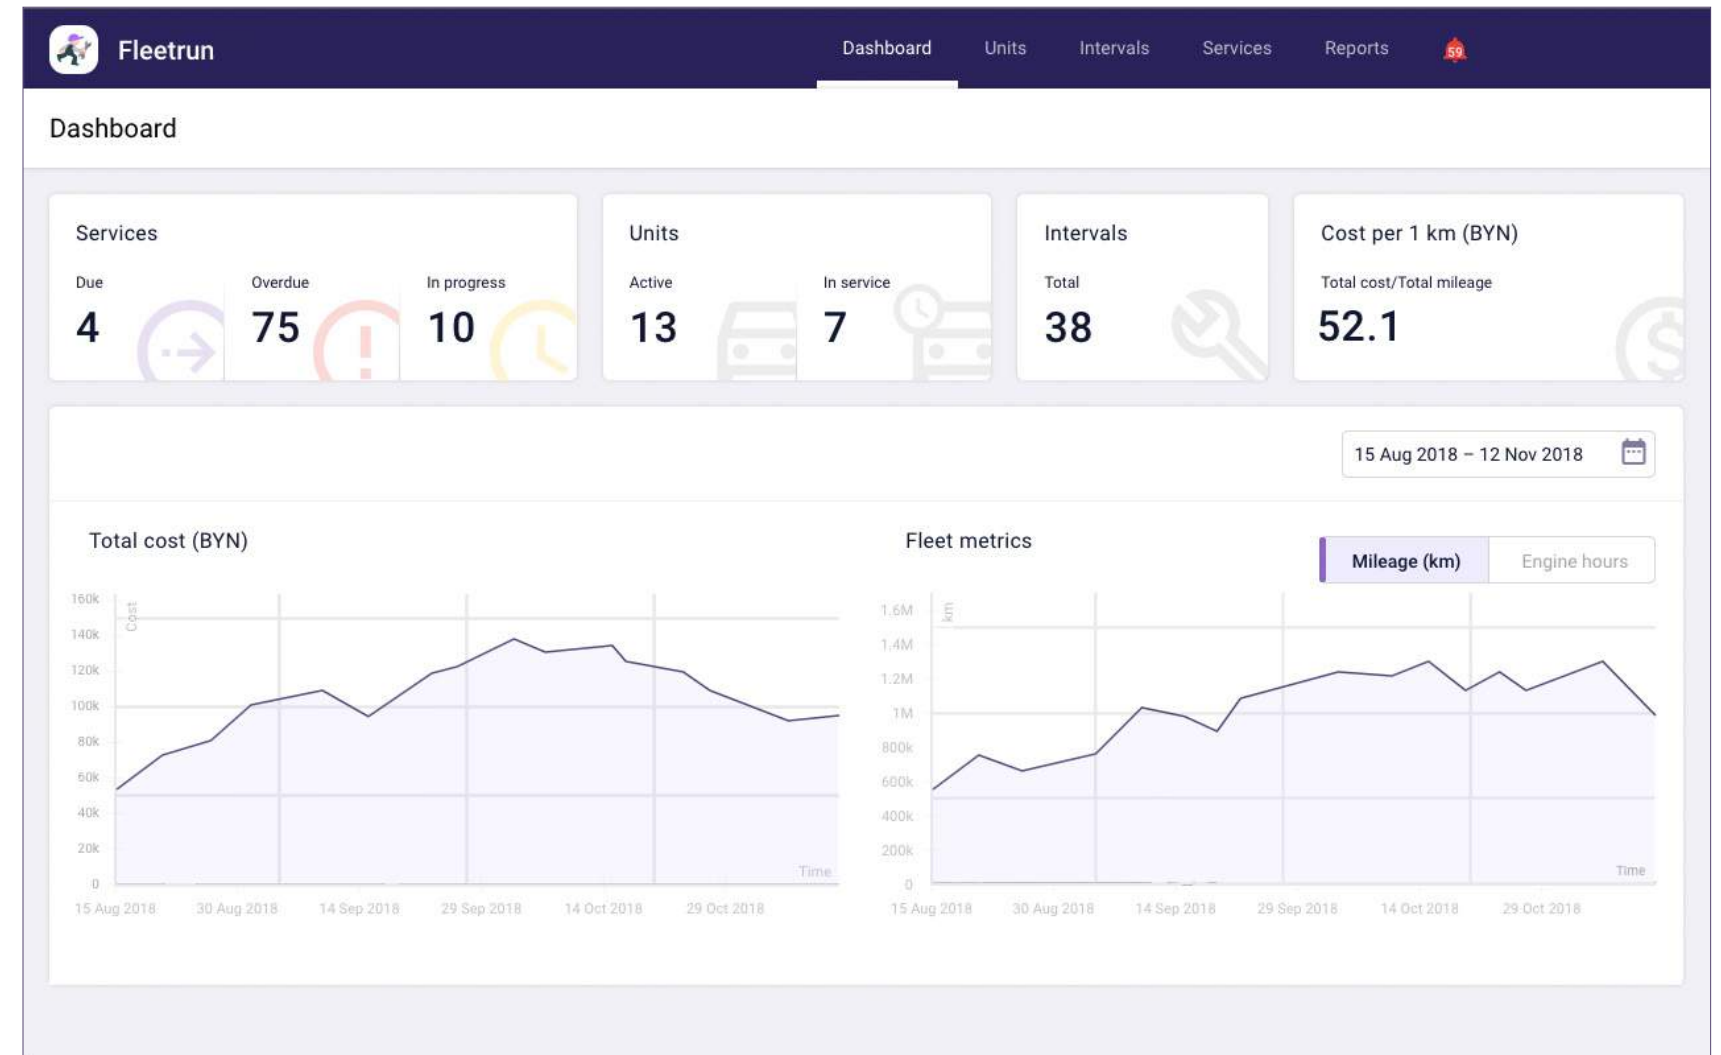 Fleetrun
Dashboard Units Intervals Services Reports 59
Dashboard
Services
Due Overdue In progress
4 75 10
Units
Active In service
13 7
Intervals
Total
38
Cost per 1 km (BYN)
Total cost/Total mileage
52.1
15 Aug 2018 – 12 Nov 2018
Total cost (BYN)
160k
140k
120k
100k
80k
60k
40k
20k
0
Cost
Time
15 Aug 2018 30 Aug 2018 14 Sep 2018 29 Sep 2018 14 Oct 2018 29 Oct 2018
Fleet metrics
Mileage (km) Engine hours
1.6M
1.4M
1.2M
1M
800k
600k
400k
200k
0
km
Time
15 Aug 2018 30 Aug 2018 14 Sep 2018 29 Sep 2018 14 Oct 2018 29 Oct 2018